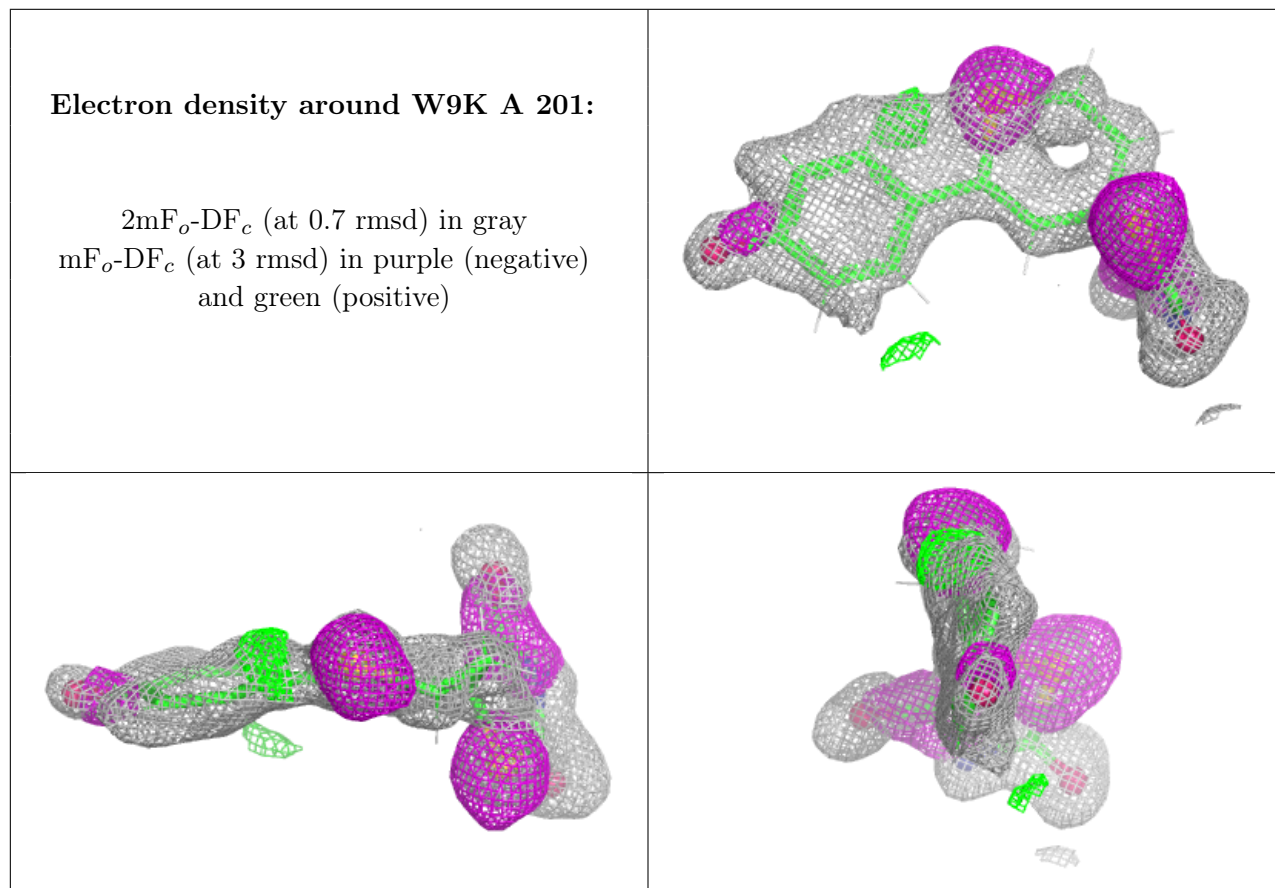 Electron density around W9K A 201:
2mFo-DFc (at 0.7 rmsd) in gray
mFo-DFc (at 3 rmsd) in purple (negative)
and green (positive)